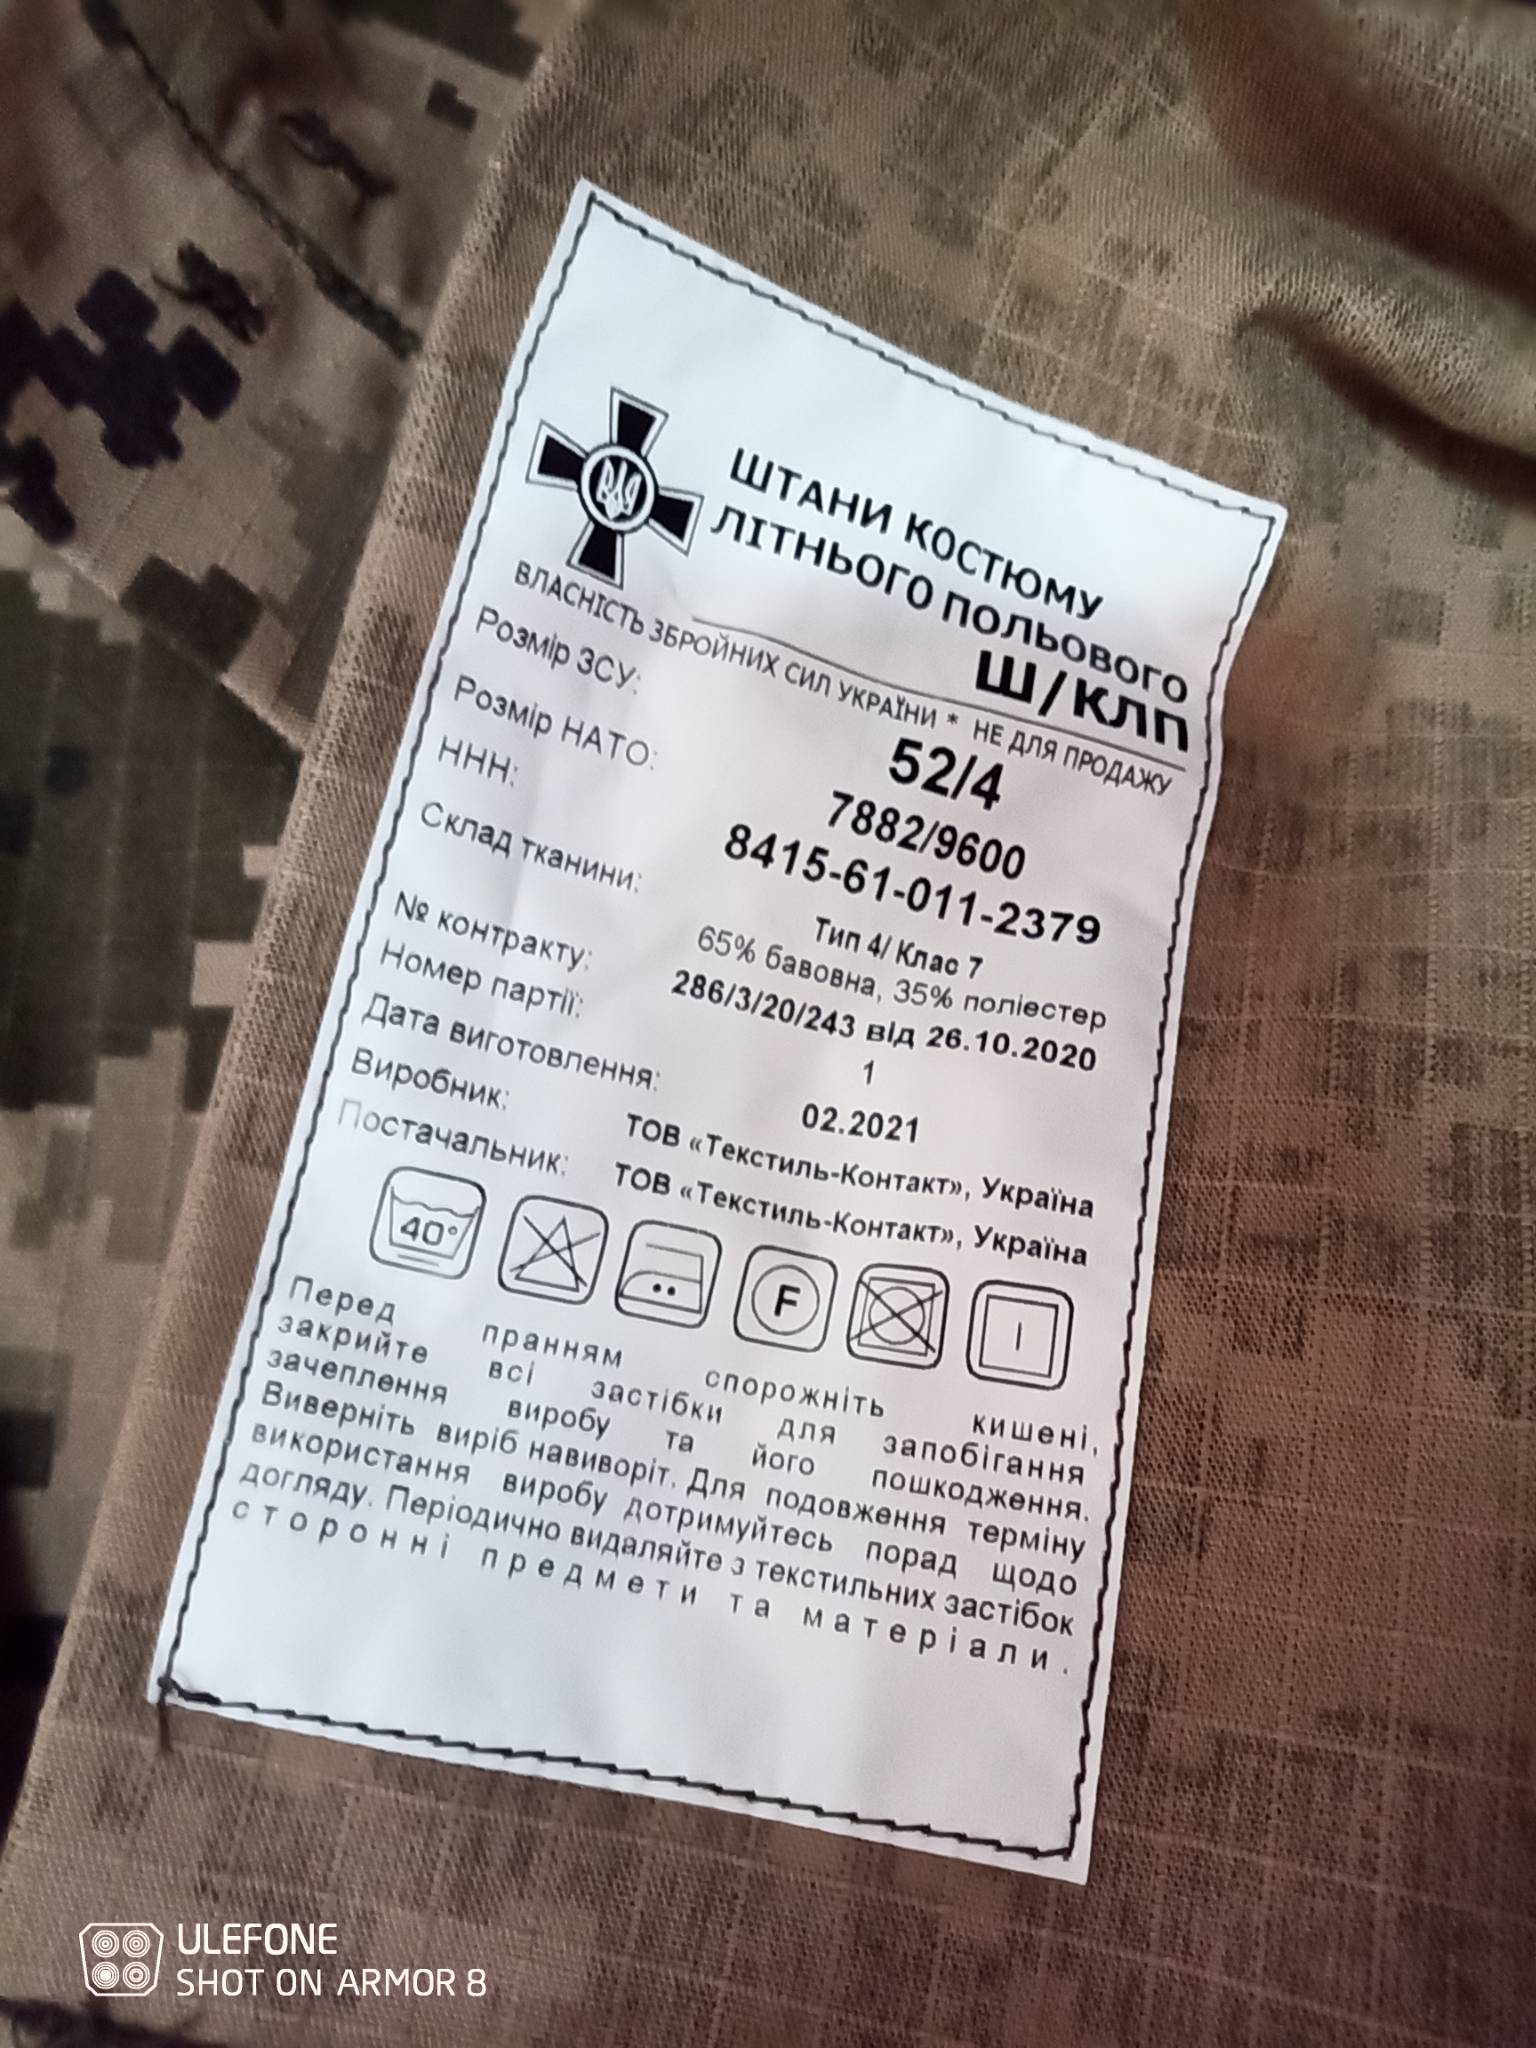 ШТАНИ КОСТЮМУ
ЛІТНЬОГО ПОЛЬОВОГО
Ш/КЛП
ВЛАСНІСТЬ ЗБРОЙНИХ СИЛ УКРАЇНИ * НЕ ДЛЯ ПРОДАЖУ
Розмір ЗСУ: 52/4
Розмір НАТО: 7882/9600
ННН: 8415-61-011-2379
Склад тканини: Тип 4/ Клас 7
65% бавовна, 35% поліестер
№ контракту: 286/3/20/243 від 26.10.2020
Номер партії: 1
Дата виготовлення: 02.2021
Виробник: ТОВ «Текстиль-Контакт», Україна
Постачальник: ТОВ «Текстиль-Контакт», Україна
40° F
Перед пранням спорожніть кишені,
закрийте всі застібки для запобігання
зачеплення виробу та його пошкодження.
Виверніть виріб навиворіт. Для подовження терміну
використання виробу дотримуйтесь порад щодо
догляду. Періодично видаляйте з текстильних застібок
сторонні предмети та матеріали.
ULEFONE
SHOT ON ARMOR 8